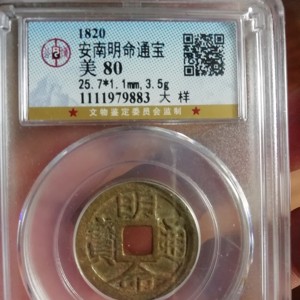 1820
安南明命通宝
美 80
25.7*1.1mm,3.5g
1111979883 大 样
★ 文物鉴定委员会监制 ★
明命通寶